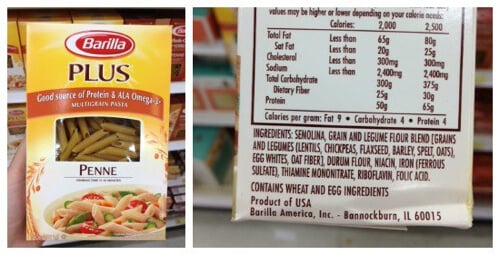 Barilla
PLUS
Good source of Protein & ALA Omega-3
MULTIGRAIN PASTA
PENNE
values may be higher or lower depending on your calorie needs:
Calories: 2,000 2,500
Total Fat Less than 65g 80g
Sat Fat Less than 20g 25g
Cholesterol Less than 300mg 300mg
Sodium Less than 2,400mg 2,400mg
Total Carbohydrate 300g 375g
Dietary Fiber 25g 30g
Protein 50g 65g
Calories per gram: Fat 9 • Carbohydrate 4 • Protein 4
INGREDIENTS: SEMOLINA, GRAIN AND LEGUME FLOUR BLEND [GRAINS
AND LEGUMES (LENTILS, CHICKPEAS, FLAXSEED, BARLEY, SPELT, OATS),
EGG WHITES, OAT FIBER], DURUM FLOUR, NIACIN, IRON (FERROUS
SULFATE), THIAMINE MONONITRATE, RIBOFLAVIN, FOLIC ACID.
CONTAINS WHEAT AND EGG INGREDIENTS
Product of USA
Barilla America, Inc. - Bannockburn, IL 60015